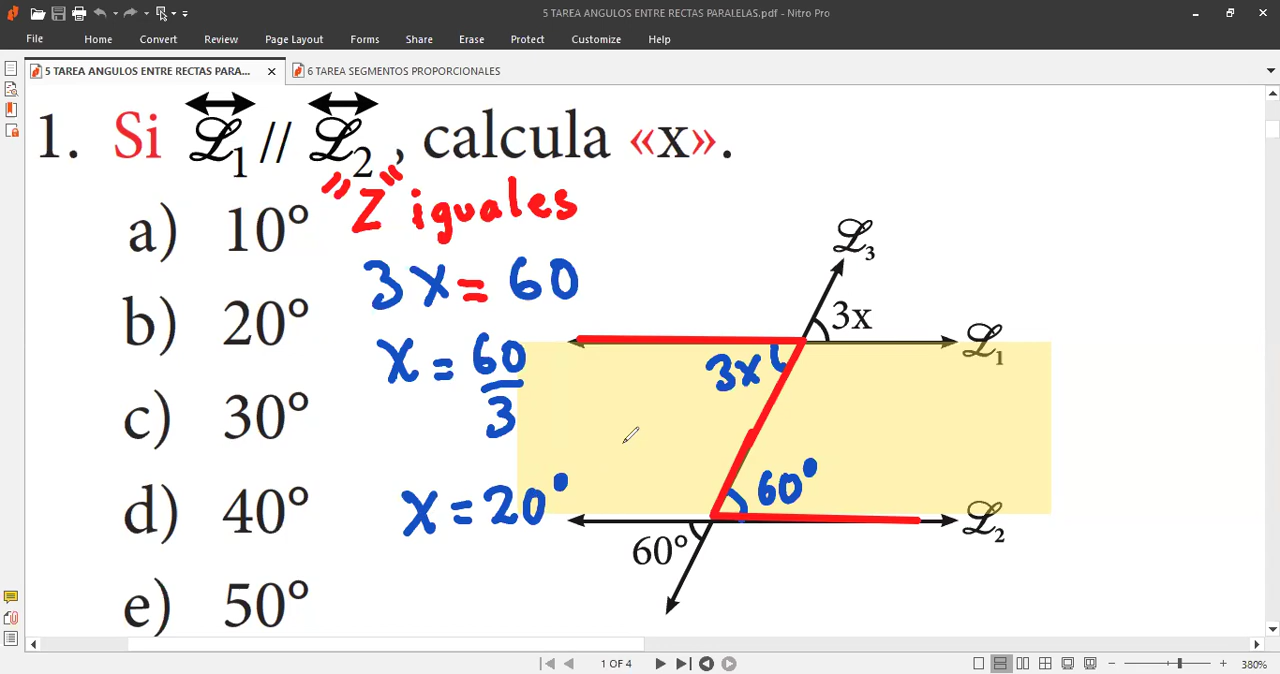 5 TAREA ANGULOS ENTRE RECTAS PARALELAS.pdf - Nitro Pro
File Home Convert Review Page Layout Forms Share Erase Protect Customize Help
5 TAREA ANGULOS ENTRE RECTAS PARA... 6 TAREA SEGMENTOS PROPORCIONALES
1. Si ℒ1 // ℒ2, calcula «x».
"Z" iguales
a) 10°
3x = 60
b) 20°
x = 60/3
c) 30°
d) 40°
x = 20°
e) 50°
ℒ3
3x
ℒ1
3x
60°
ℒ2
60°
1 OF 4
380%